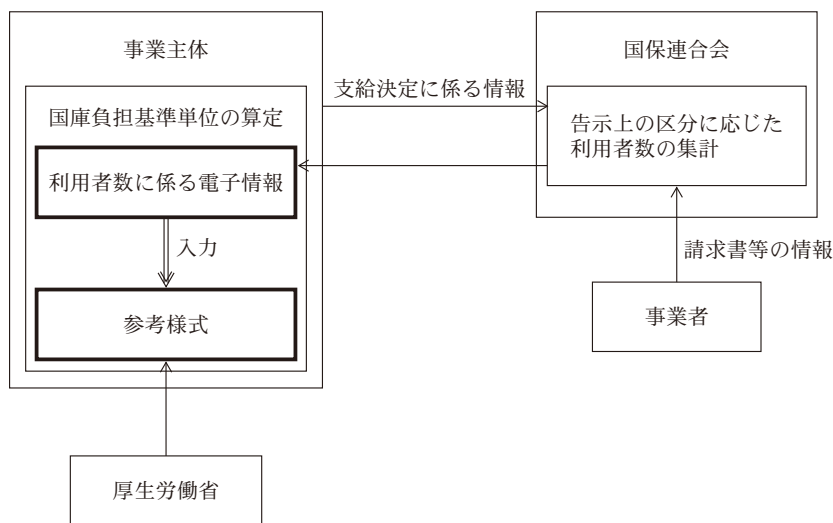 事業主体
国庫負担基準単位の算定
利用者数に係る電子情報
入力
参考様式
厚生労働省
支給決定に係る情報
国保連合会
告示上の区分に応じた
利用者数の集計
請求書等の情報
事業者